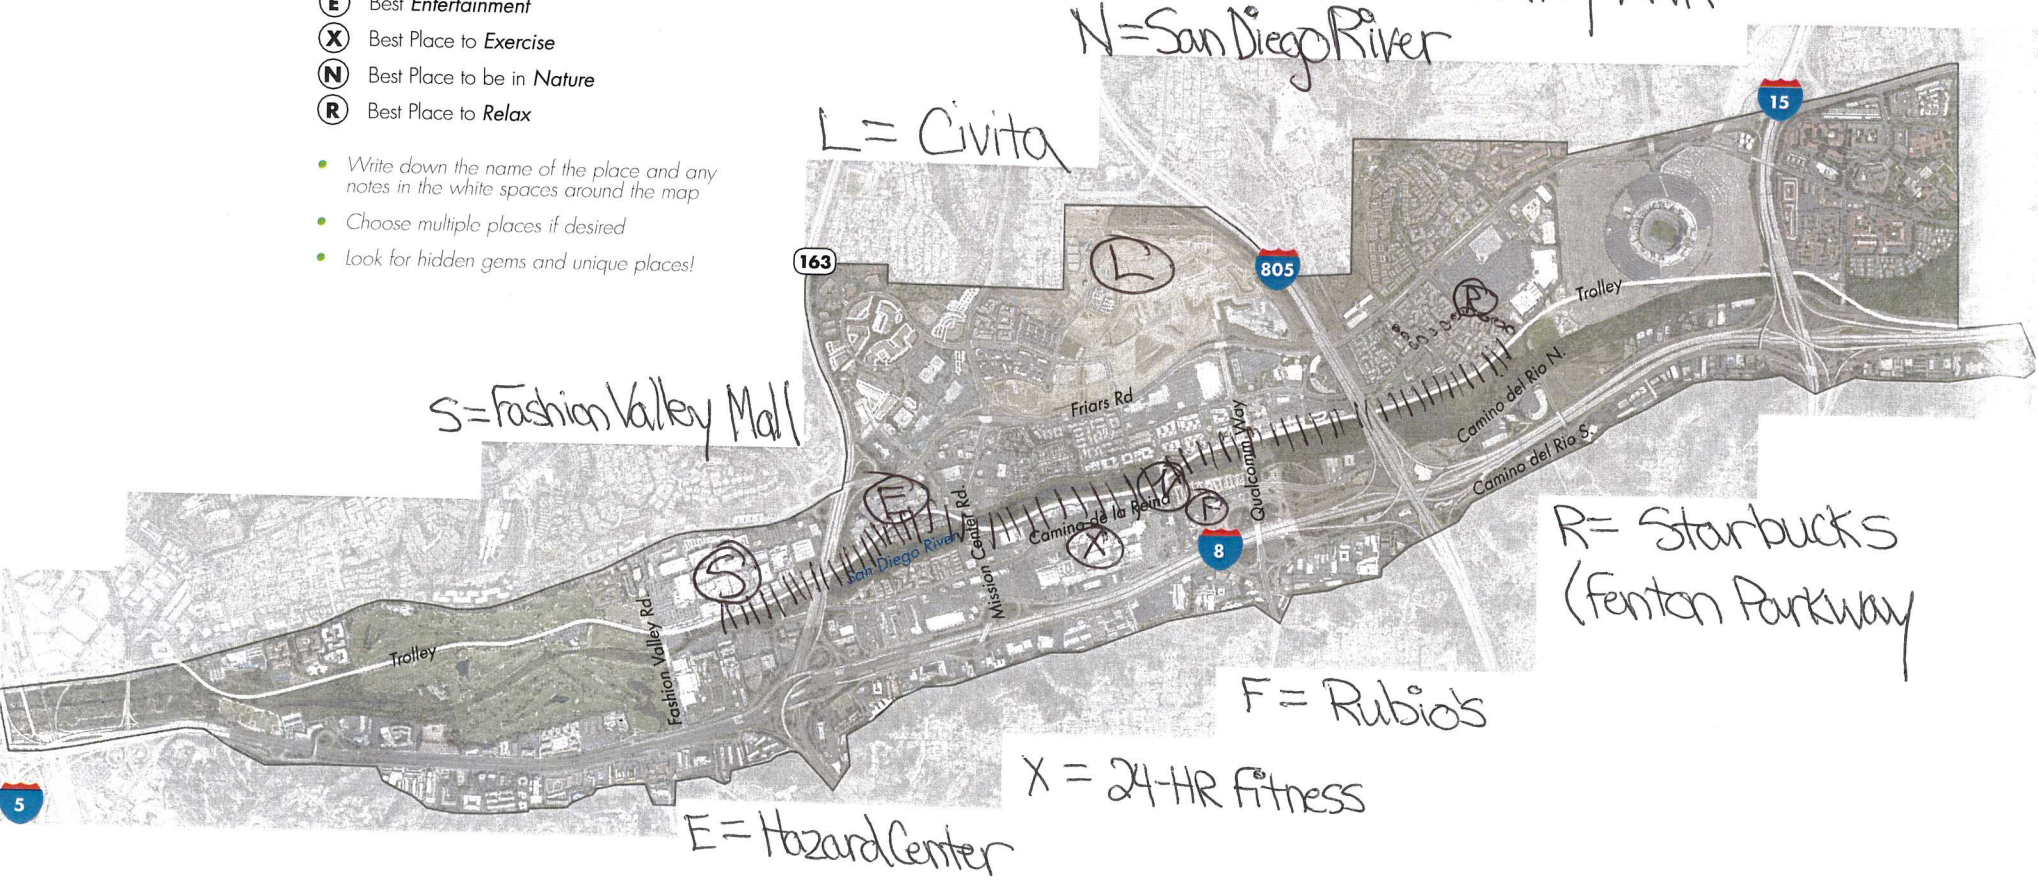 E Best Entertainment
X Best Place to Exercise
N Best Place to be in Nature
R Best Place to Relax
• Write down the name of the place and any
notes in the white spaces around the map
• Choose multiple places if desired
• Look for hidden gems and unique places!
N=San Diego River
L= Civita
S=Fashion Valley Mall
15
163
805
L
R
Trolley
Friars Rd
Camino del Rio N.
Camino del Rio S.
Qualcomm Way
E
San Diego River
Mission Center Rd.
Camino de la Reina
F
X
8
S
Fashion Valley Rd.
Trolley
5
R= Starbucks
(Fenton Parkway
F= Rubio's
X = 24-HR Fitness
E=Hazard Center